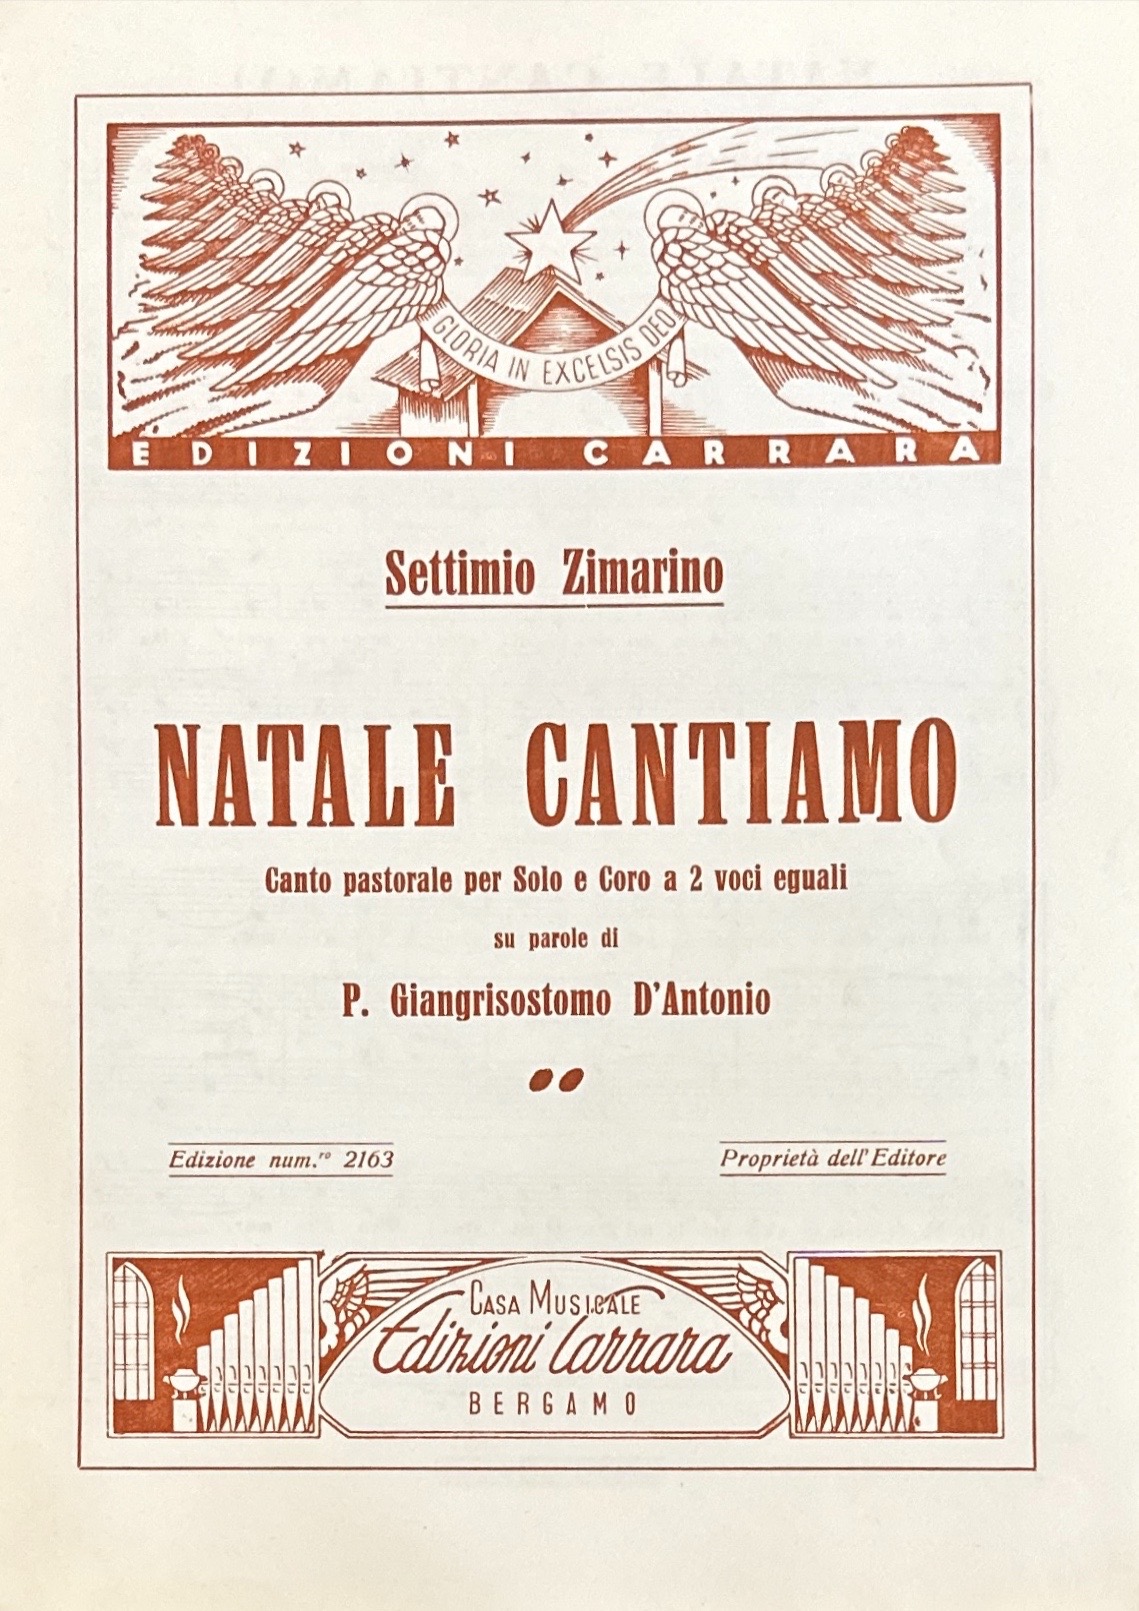 GLORIA IN EXCELSIS DEO
EDIZIONI CARRARA
Settimio Zimarino
NATALE CANTIAMO
Canto pastorale per Solo e Coro a 2 voci eguali
su parole di
P. Giangrisostomo D'Antonio
Edizione num.ro 2163
Proprietà dell'Editore
CASA MUSICALE
Edizioni Carrara
BERGAMO